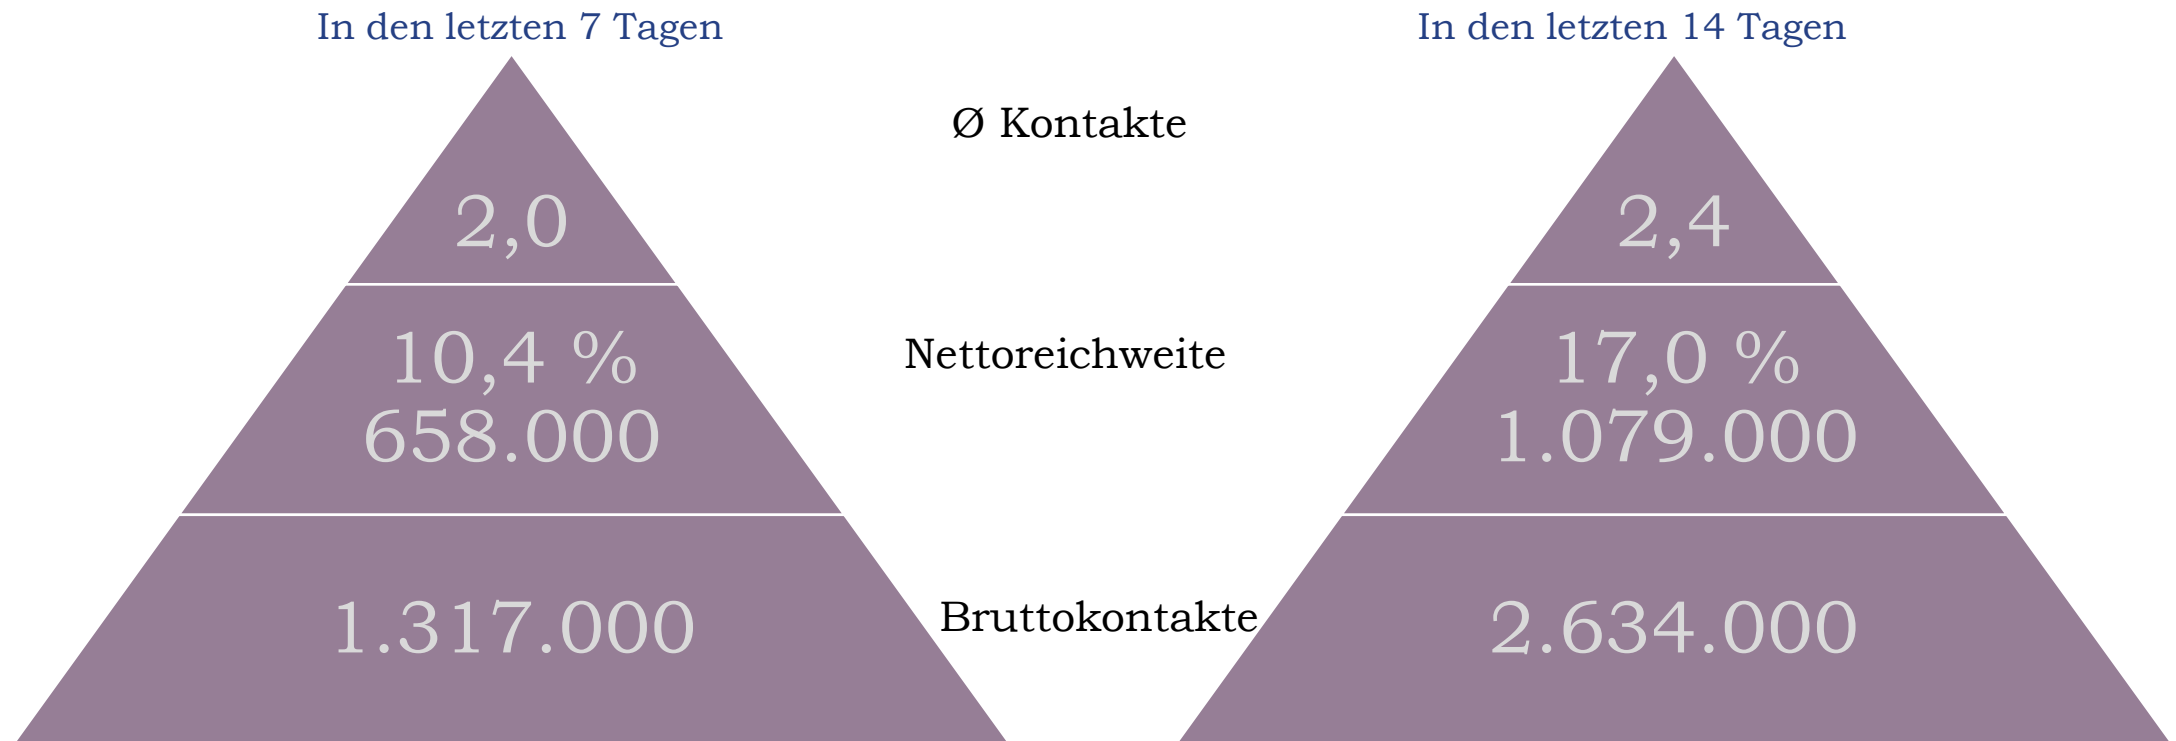 In den letzten 7 Tagen
In den letzten 14 Tagen
Ø Kontakte
2,0
2,4
10,4 %
658.000
Nettoreichweite
17,0 %
1.079.000
1.317.000
Bruttokontakte
2.634.000